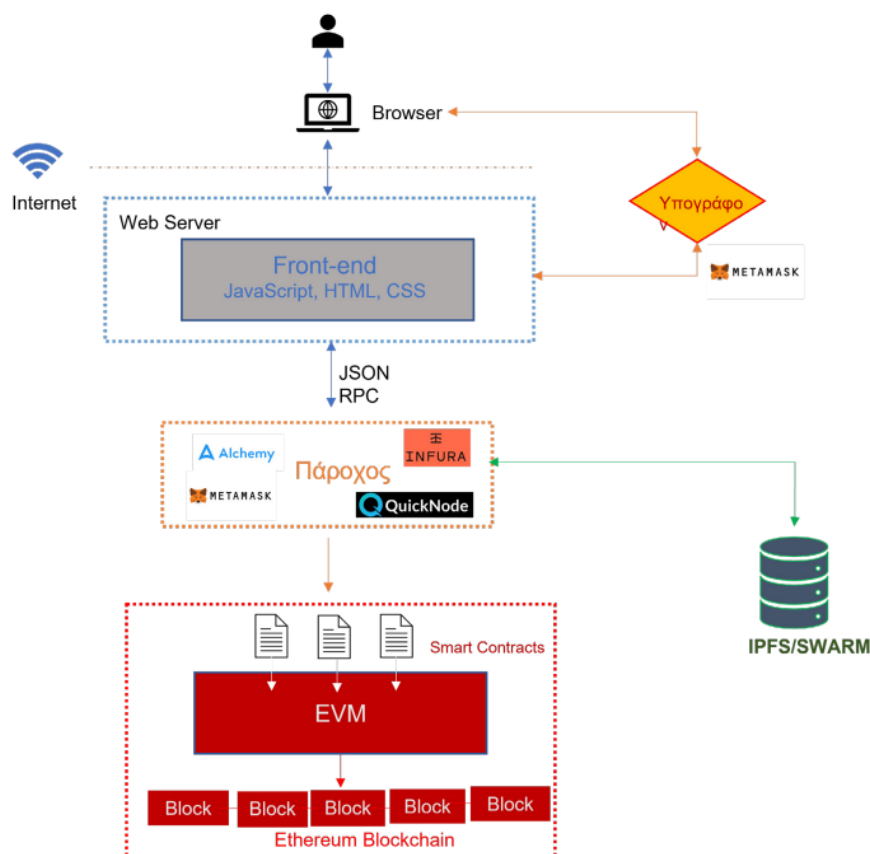 Browser
Internet
Υπογράφο
ν
Web Server
METAMASK
Front-end
JavaScript, HTML, CSS
JSON
RPC
Alchemy
Πάροχος
INFURA
METAMASK
QuickNode
IPFS/SWARM
Smart Contracts
EVM
Block
Block
Block
Block
Block
Ethereum Blockchain